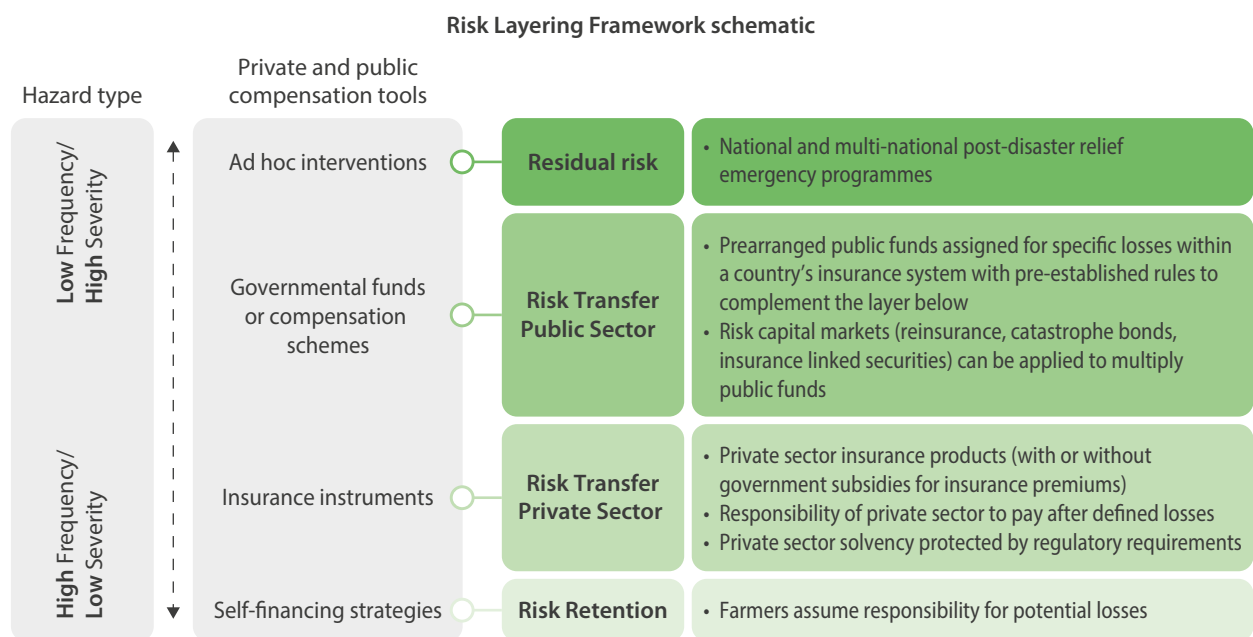 Risk Layering Framework schematic
Hazard type
Private and public
compensation tools
Low Frequency/
High Severity
High Frequency/
Low Severity
Ad hoc interventions
Residual risk
• National and multi-national post-disaster relief
emergency programmes
Governmental funds
or compensation
schemes
Risk Transfer
Public Sector
• Prearranged public funds assigned for specific losses within
a country’s insurance system with pre-established rules to
complement the layer below
• Risk capital markets (reinsurance, catastrophe bonds,
insurance linked securities) can be applied to multiply
public funds
Insurance instruments
Risk Transfer
Private Sector
• Private sector insurance products (with or without
government subsidies for insurance premiums)
• Responsibility of private sector to pay after defined losses
• Private sector solvency protected by regulatory requirements
Self-financing strategies
Risk Retention
• Farmers assume responsibility for potential losses